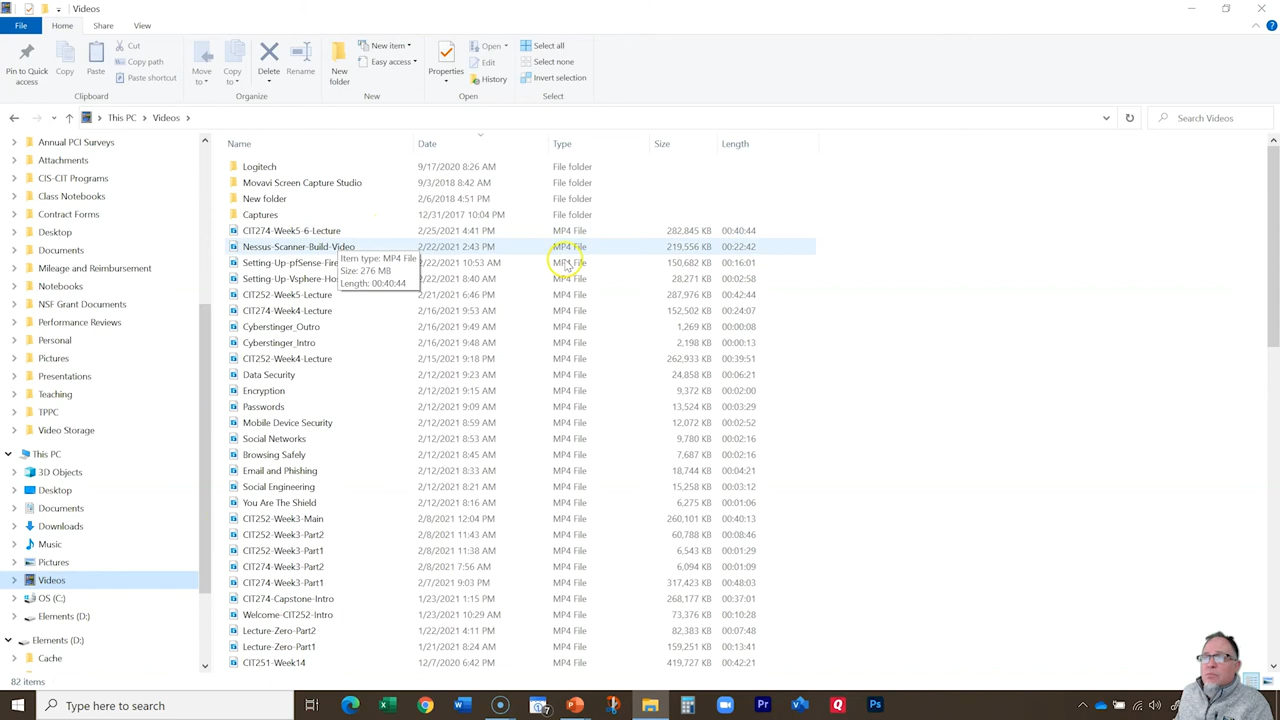 Videos
File Home Share View
Pin to Quick access
Copy
Paste
Cut
Copy path
Paste shortcut
Clipboard
Move to
Copy to
Delete
Rename
Organize
New folder
New item
Easy access
New
Properties
Open
Edit
History
Open
Select all
Select none
Invert selection
Select
This PC > Videos >
Search Videos
Annual PCI Surveys
Attachments
CIS-CIT Programs
Class Notebooks
Contract Forms
Desktop
Documents
Mileage and Reimbursement
Notebooks
NSF Grant Documents
Performance Reviews
Personal
Pictures
Presentations
Teaching
TPPC
Video Storage
This PC
3D Objects
Desktop
Documents
Downloads
Music
Pictures
Videos
OS (C:)
Elements (D:)
Elements (D:)
Cache
Name Date Type Size Length
Logitech 9/17/2020 8:26 AM File folder
Movavi Screen Capture Studio 9/3/2018 8:42 AM File folder
New folder 2/6/2018 4:51 PM File folder
Captures 12/31/2017 10:04 PM File folder
CIT274-Week5-6-Lecture 2/25/2021 4:41 PM MP4 File 282,845 KB 00:40:44
Nessus-Scanner-Build-Video 2/22/2021 2:43 PM MP4 File 219,556 KB 00:22:42
Setting-Up-pfSense-Fire 2/22/2021 10:53 AM MP4 File 150,682 KB 00:16:01
Setting-Up-Vsphere-Ho 2/22/2021 8:40 AM MP4 File 28,271 KB 00:02:58
CIT252-Week5-Lecture 2/21/2021 6:46 PM MP4 File 287,976 KB 00:42:44
CIT274-Week4-Lecture 2/16/2021 9:53 AM MP4 File 152,502 KB 00:24:07
Cyberstinger_Outro 2/16/2021 9:49 AM MP4 File 1,269 KB 00:00:08
Cyberstinger_Intro 2/16/2021 9:48 AM MP4 File 2,198 KB 00:00:13
CIT252-Week4-Lecture 2/15/2021 9:18 PM MP4 File 262,933 KB 00:39:51
Data Security 2/12/2021 9:23 AM MP4 File 24,858 KB 00:06:21
Encryption 2/12/2021 9:15 AM MP4 File 9,372 KB 00:02:00
Passwords 2/12/2021 9:09 AM MP4 File 13,524 KB 00:03:29
Mobile Device Security 2/12/2021 8:59 AM MP4 File 12,072 KB 00:02:52
Social Networks 2/12/2021 8:53 AM MP4 File 9,780 KB 00:02:16
Browsing Safely 2/12/2021 8:45 AM MP4 File 7,687 KB 00:02:16
Email and Phishing 2/12/2021 8:31 AM MP4 File 18,744 KB 00:04:21
Social Engineering 2/12/2021 8:21 AM MP4 File 15,258 KB 00:03:12
You Are The Shield 2/12/2021 8:16 AM MP4 File 6,275 KB 00:01:06
CIT252-Week3-Main 2/8/2021 12:04 PM MP4 File 260,101 KB 00:40:13
CIT252-Week3-Part2 2/8/2021 11:43 AM MP4 File 60,788 KB 00:08:46
CIT252-Week3-Part1 2/8/2021 11:38 AM MP4 File 6,543 KB 00:01:29
CIT274-Week3-Part2 2/8/2021 7:56 AM MP4 File 6,094 KB 00:01:09
CIT274-Week3-Part1 2/7/2021 9:03 PM MP4 File 317,423 KB 00:48:03
CIT274-Capstone-Intro 1/23/2021 1:15 PM MP4 File 268,177 KB 00:37:01
Welcome-CIT252-Intro 1/23/2021 10:29 AM MP4 File 73,376 KB 00:10:28
Lecture-Zero-Part2 1/22/2021 4:11 PM MP4 File 82,383 KB 00:07:48
Lecture-Zero-Part1 1/21/2021 8:24 AM MP4 File 159,251 KB 00:13:41
CIT251-Week14 12/7/2020 6:42 PM MP4 File 419,727 KB 00:42:21
Item type: MP4 File
Size: 276 MB
Length: 00:40:44
82 items
Type here to search